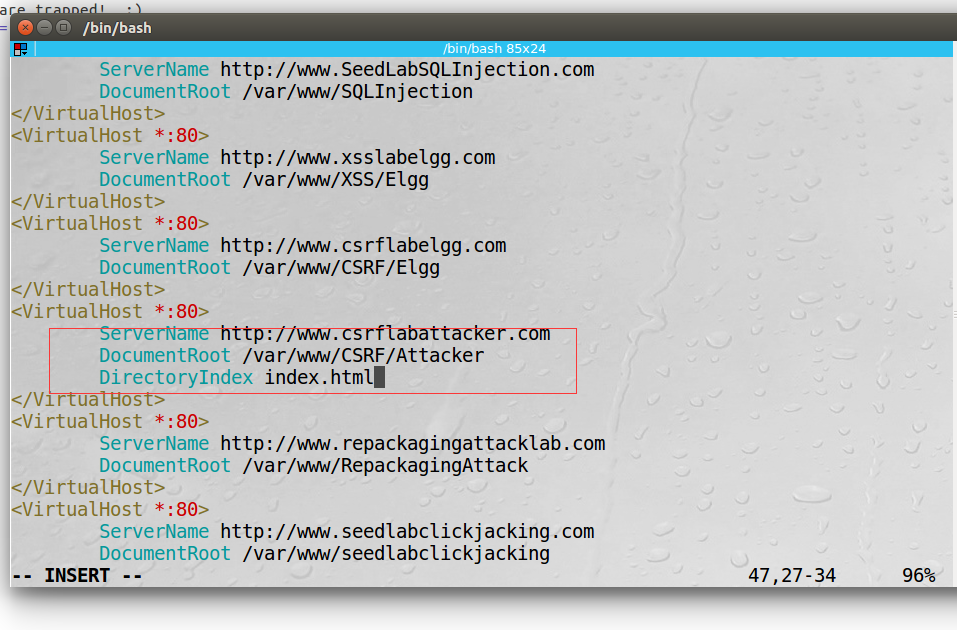 are trapped! :)
/bin/bash
/bin/bash 85x24
ServerName http://www.SeedLabSQLInjection.com
DocumentRoot /var/www/SQLInjection
</VirtualHost>
<VirtualHost *:80>
ServerName http://www.xsslabelgg.com
DocumentRoot /var/www/XSS/Elgg
</VirtualHost>
<VirtualHost *:80>
ServerName http://www.csrflabelgg.com
DocumentRoot /var/www/CSRF/Elgg
</VirtualHost>
<VirtualHost *:80>
ServerName http://www.csrflabattacker.com
DocumentRoot /var/www/CSRF/Attacker
DirectoryIndex index.html
</VirtualHost>
<VirtualHost *:80>
ServerName http://www.repackagingattacklab.com
DocumentRoot /var/www/RepackagingAttack
</VirtualHost>
<VirtualHost *:80>
ServerName http://www.seedlabclickjacking.com
DocumentRoot /var/www/seedlabclickjacking
-- INSERT -- 47,27-34 96%